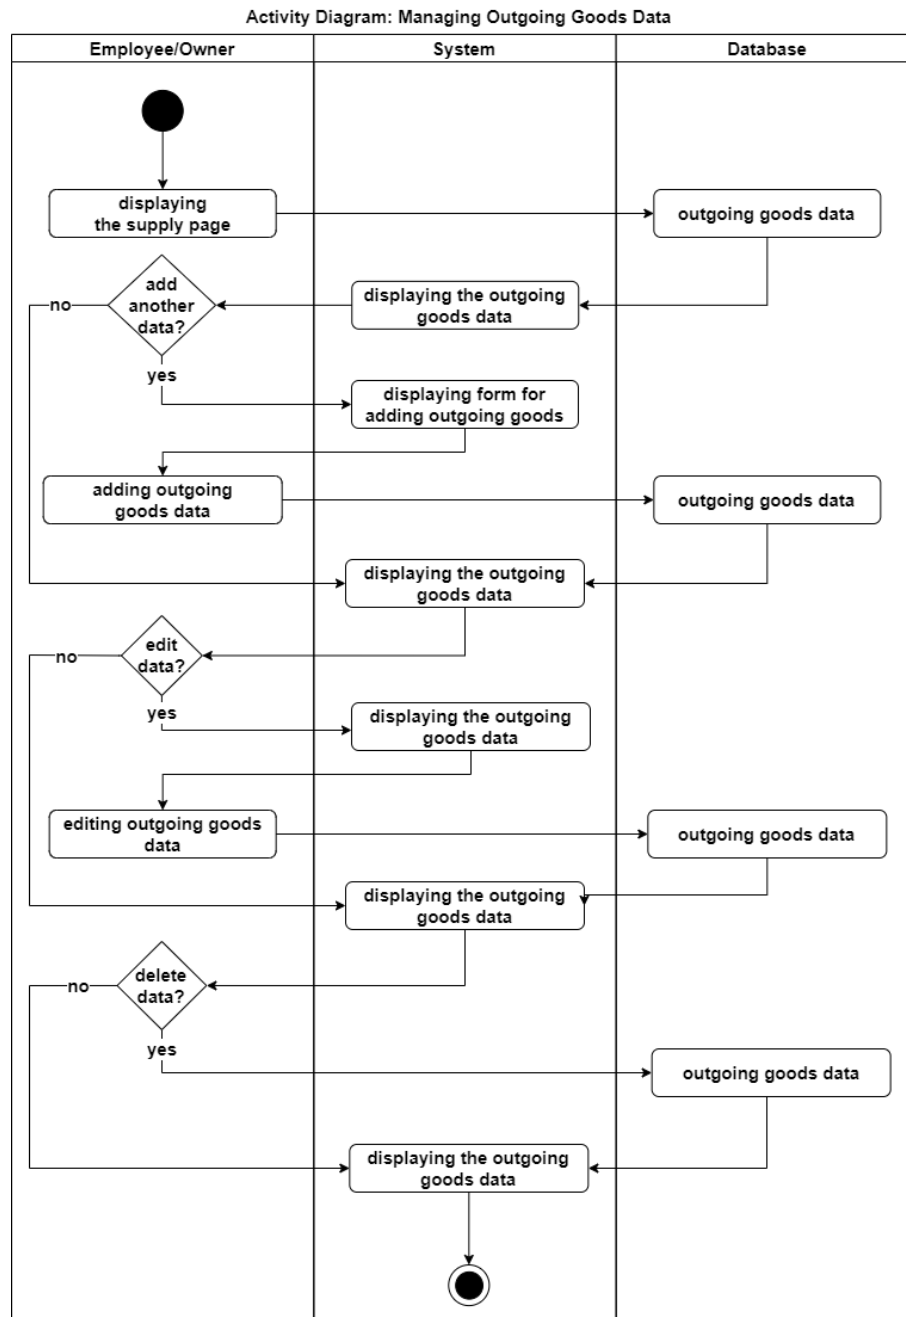 Activity Diagram: Managing Outgoing Goods Data
Employee/Owner
System
Database
displaying
the supply page
outgoing goods data
no
add
another
data?
displaying the outgoing
goods data
yes
displaying form for
adding outgoing goods
adding outgoing
goods data
outgoing goods data
displaying the outgoing
goods data
no
edit
data?
yes
displaying the outgoing
goods data
editing outgoing goods
data
outgoing goods data
displaying the outgoing
goods data
no
delete
data?
yes
outgoing goods data
displaying the outgoing
goods data